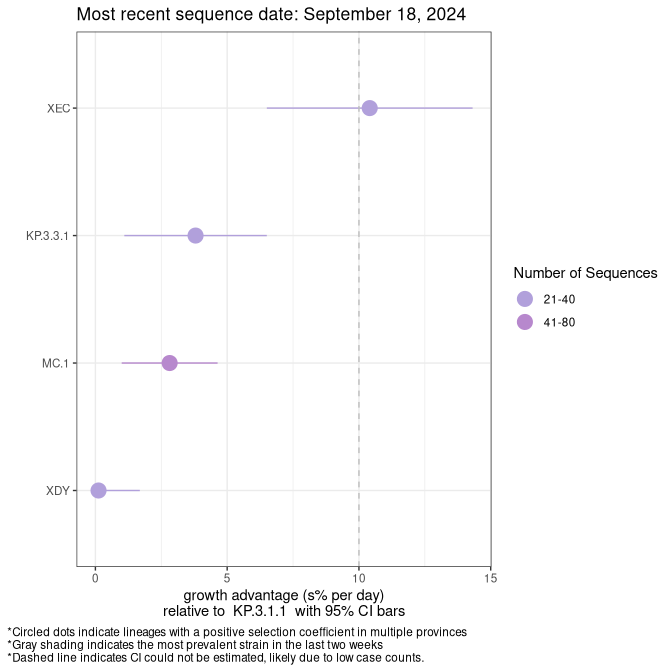 Most recent sequence date: September 18, 2024
XEC
KP.3.3.1
MC.1
XDY
0
5
10
15
growth advantage (s% per day)
relative to KP.3.1.1 with 95% CI bars
Number of Sequences
21-40
41-80
*Circled dots indicate lineages with a positive selection coefficient in multiple provinces
*Gray shading indicates the most prevalent strain in the last two weeks
*Dashed line indicates CI could not be estimated, likely due to low case counts.